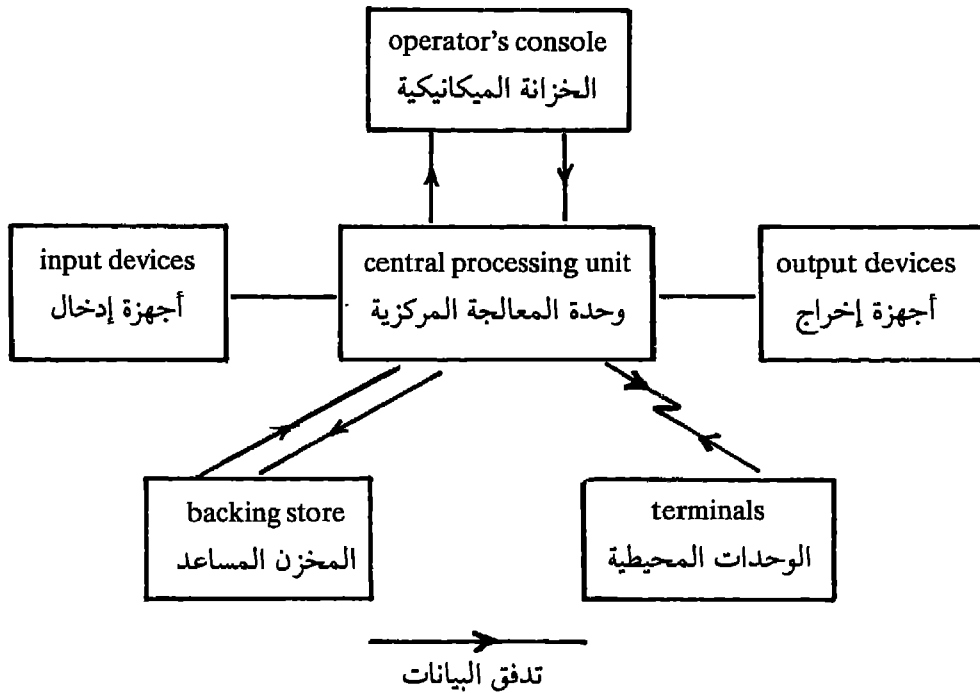 operator's console
الخزانة الميكانيكية
input devices
أجهزة إدخال
central processing unit
وحدة المعالجة المركزية
output devices
أجهزة إخراج
backing store
المخزن المساعد
terminals
الوحدات المحيطية
تدفق البيانات